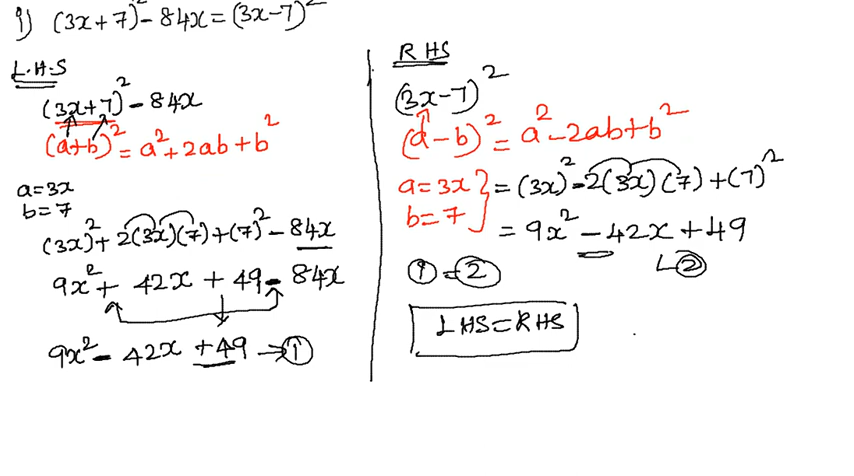 i) (3x+7)² - 84x = (3x-7)²
L.H.S
(3x+7)² - 84x
(a+b)² = a² + 2ab + b²
a = 3x
b = 7
(3x)² + 2(3x)(7) + (7)² - 84x
9x² + 42x + 49 - 84x
9x² - 42x + 49 → ①
RHS
(3x-7)²
(a-b)² = a² - 2ab + b²
a = 3x } = (3x)² - 2(3x)(7) + (7)²
b = 7 } = 9x² - 42x + 49
② 
① = ②
LHS = RHS